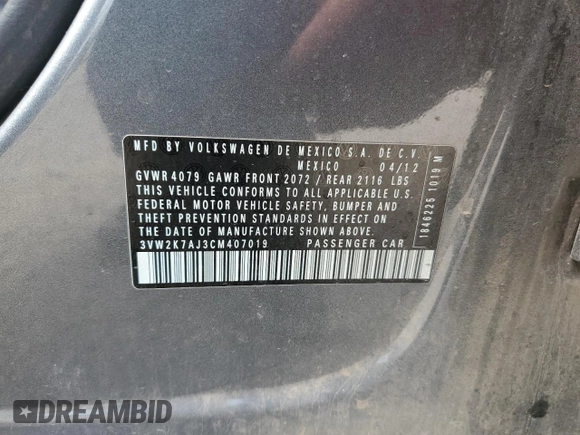 MFD BY VOLKSWAGEN DE MEXICO S.A. DE C.V.
MEXICO 04/12
GVWR 4079 GAWR FRONT 2072 / REAR 2116 LBS
THIS VEHICLE CONFORMS TO ALL APPLICABLE U.S.
FEDERAL MOTOR VEHICLE SAFETY, BUMPER AND
THEFT PREVENTION STANDARDS IN EFFECT ON
THE DATE OF MANUFACTURE SHOWN ABOVE.
3VW2K7AJ3CM407019 PASSENGER CAR
1846225 1019 M
DREAMBID